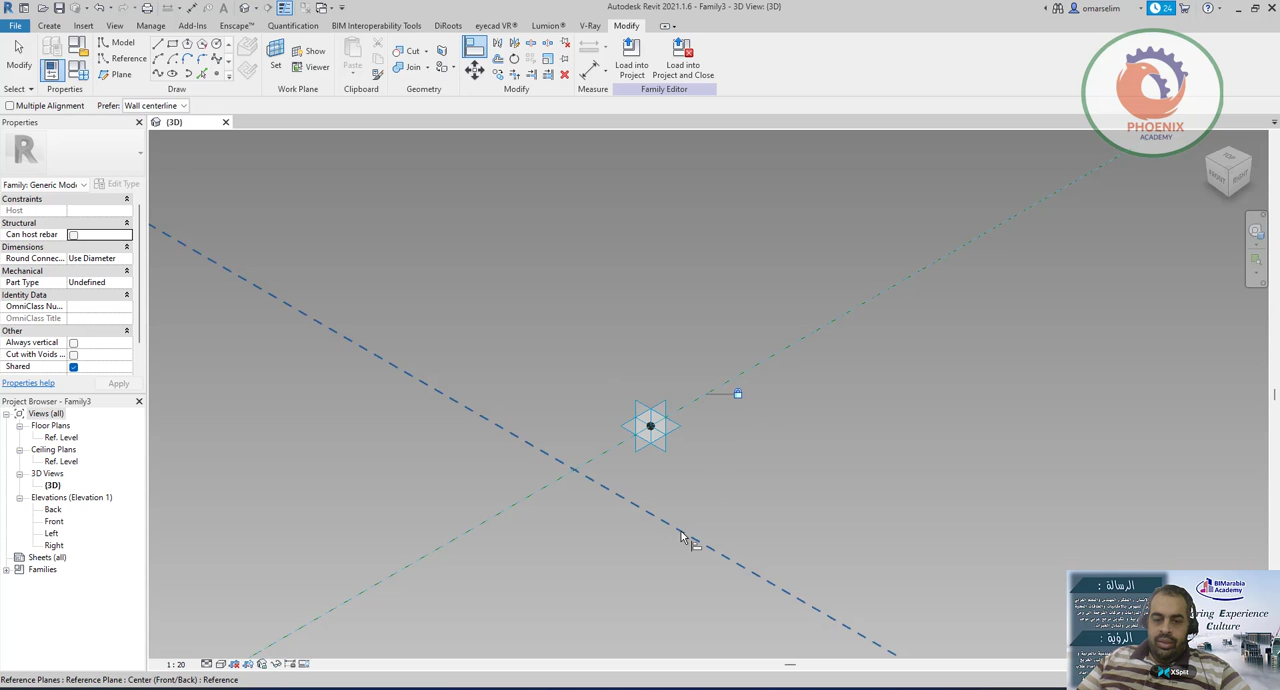 Autodesk Revit 2021.1.6 - Family3 - 3D View: {3D}
omarselim
24
File Create Insert View Manage Add-Ins Enscape™ Quantification BIM Interoperability Tools DiRoots eyecad VR® Lumion® V-Ray Modify
Modify
Model
Reference
Plane
Set
Show
Viewer
Paste
Cut
Join
Load into
Project
Load into
Project and Close
Select Properties Draw Work Plane Clipboard Geometry Modify Measure Family Editor
Multiple Alignment Prefer: Wall centerline
Properties
{3D}
PHOENIX
ACADEMY
TOP
FRONT
RIGHT
Family: Generic Mode
Edit Type
Constraints
Host
Structural
Can host rebar
Dimensions
Round Connec... Use Diameter
Mechanical
Part Type Undefined
Identity Data
OmniClass Nu...
OmniClass Title
Other
Always vertical
Cut with Voids ...
Shared
Properties help
Apply
Project Browser - Family3
Views (all)
Floor Plans
Ref. Level
Ceiling Plans
Ref. Level
3D Views
{3D}
Elevations (Elevation 1)
Back
Front
Left
Right
Sheets (all)
Families
1 : 20
Reference Planes : Reference Plane : Center (Front/Back) : Reference
الرسالة :
الرؤية :
BIMarabia
Academy
ring Experience
Culture
XSplit